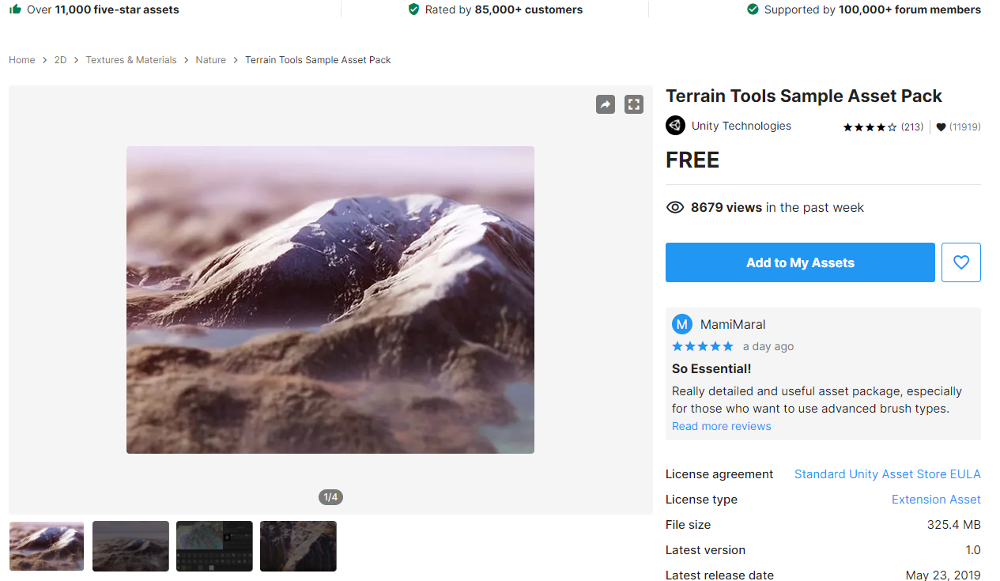 Over 11,000 five-star assets
Rated by 85,000+ customers
Supported by 100,000+ forum members
Home > 2D > Textures & Materials > Nature > Terrain Tools Sample Asset Pack
Terrain Tools Sample Asset Pack
Unity Technologies
(213)
(11919)
FREE
8679 views in the past week
Add to My Assets
M MamiMaral
a day ago
So Essential!
Really detailed and useful asset package, especially
for those who want to use advanced brush types.
Read more reviews
1/4
License agreement Standard Unity Asset Store EULA
License type Extension Asset
File size 325.4 MB
Latest version 1.0
Latest release date May 23, 2019